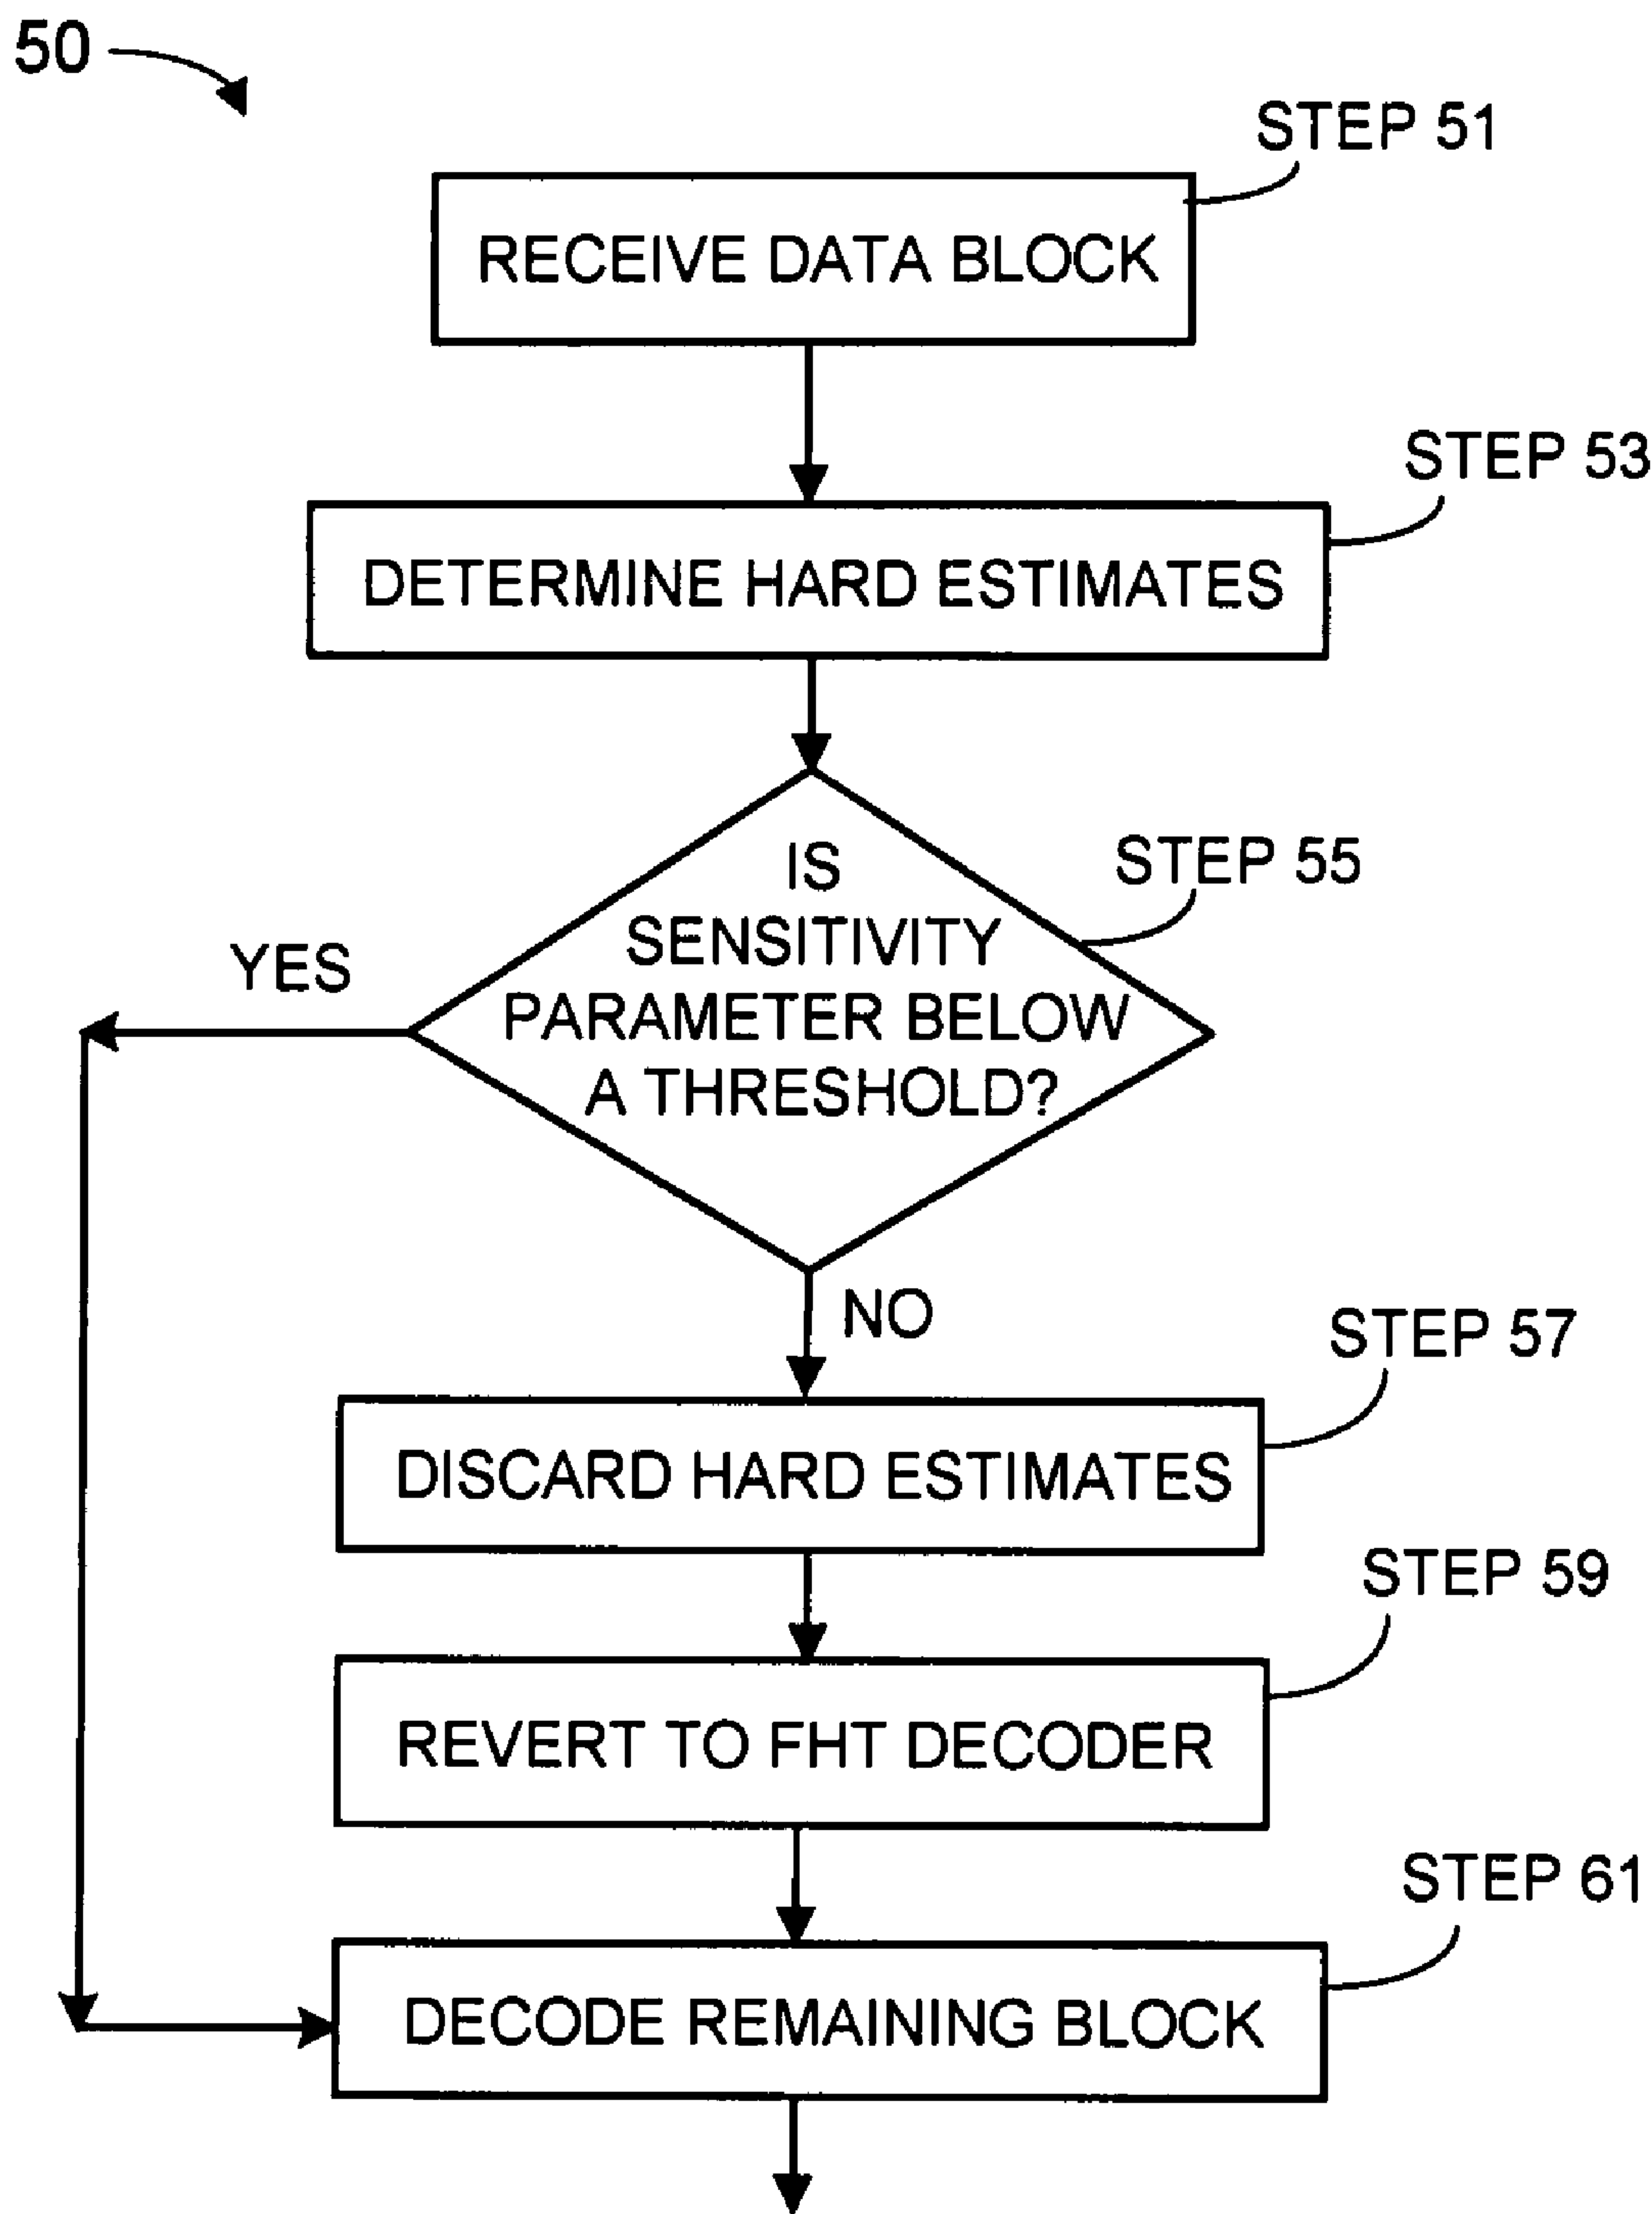 50
STEP 51
RECEIVE DATA BLOCK
STEP 53
DETERMINE HARD ESTIMATES
STEP 55
IS
SENSITIVITY
PARAMETER BELOW
A THRESHOLD?
YES
NO
STEP 57
DISCARD HARD ESTIMATES
STEP 59
REVERT TO FHT DECODER
STEP 61
DECODE REMAINING BLOCK